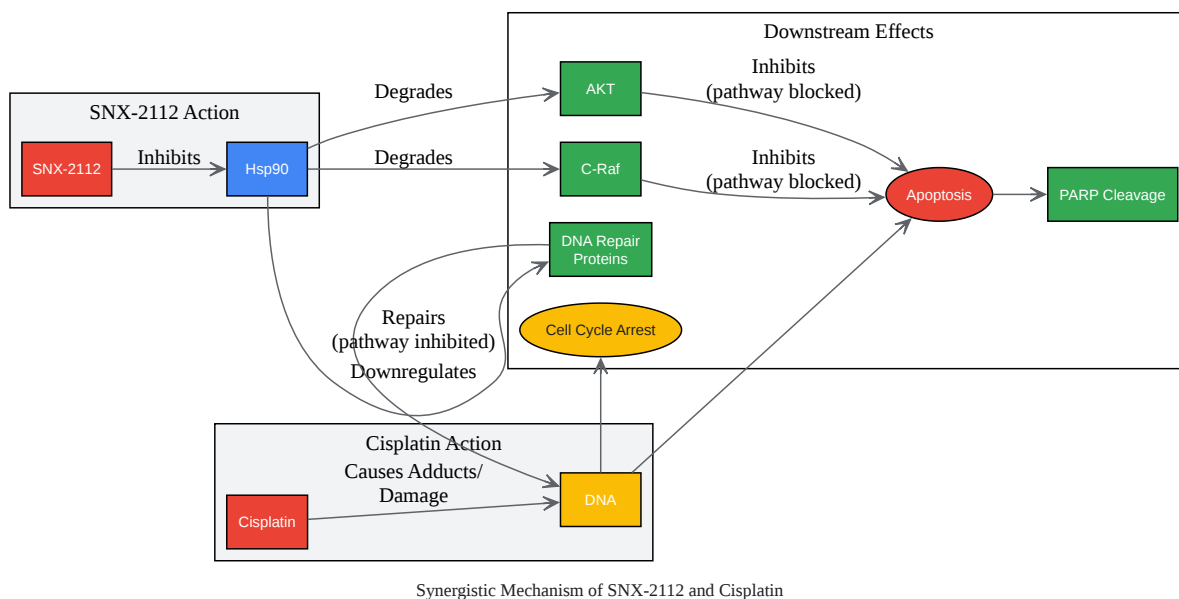 Downstream Effects
SNX-2112 Action
SNX-2112
Inhibits
Hsp90
Degrades
Degrades
AKT
C-Raf
DNA Repair
Proteins
Cell Cycle Arrest
Inhibits
(pathway blocked)
Inhibits
(pathway blocked)
Apoptosis
PARP Cleavage
Repairs
(pathway inhibited)
Downregulates
Cisplatin Action
Causes Adducts/
Damage
Cisplatin
DNA
Synergistic Mechanism of SNX-2112 and Cisplatin